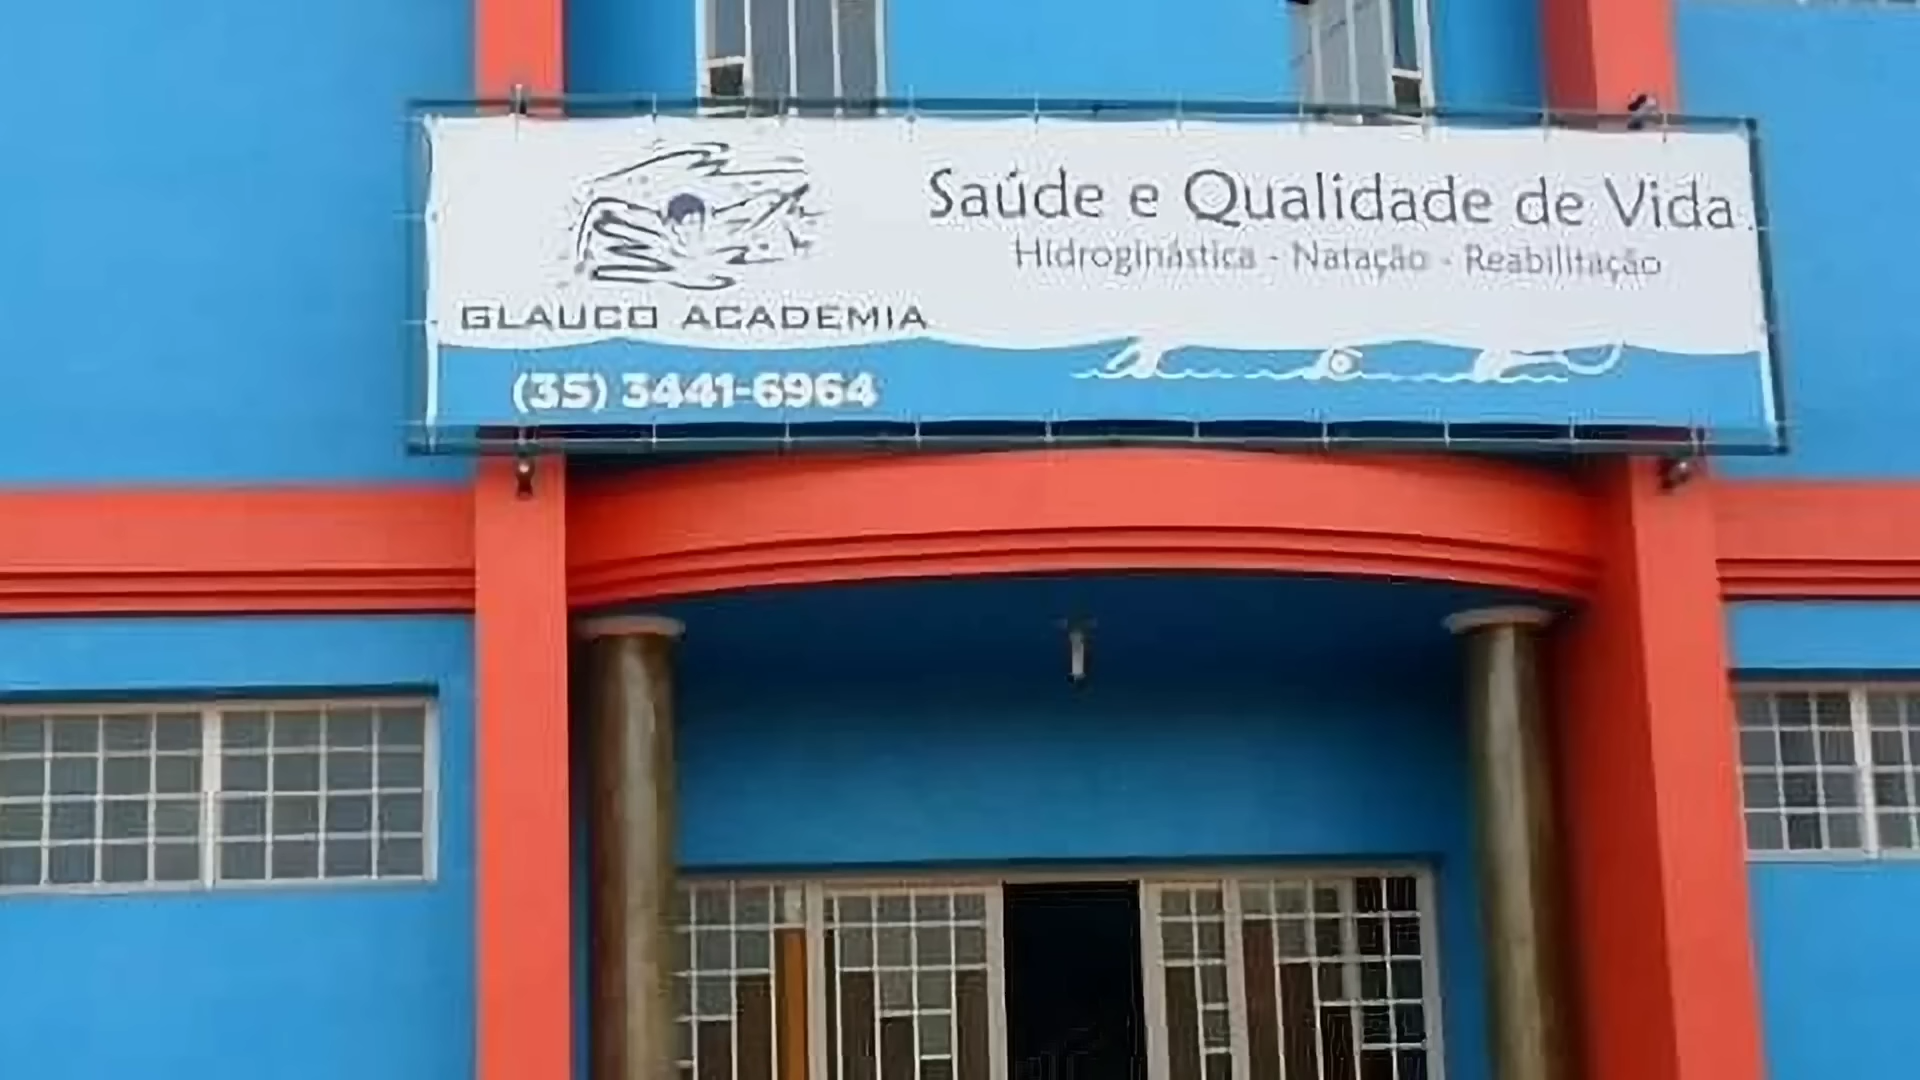 Saúde e Qualidade de Vida
Hidroginástica - Natação - Reabilitação
GLAUCO ACADEMIA
(35) 3441-6964